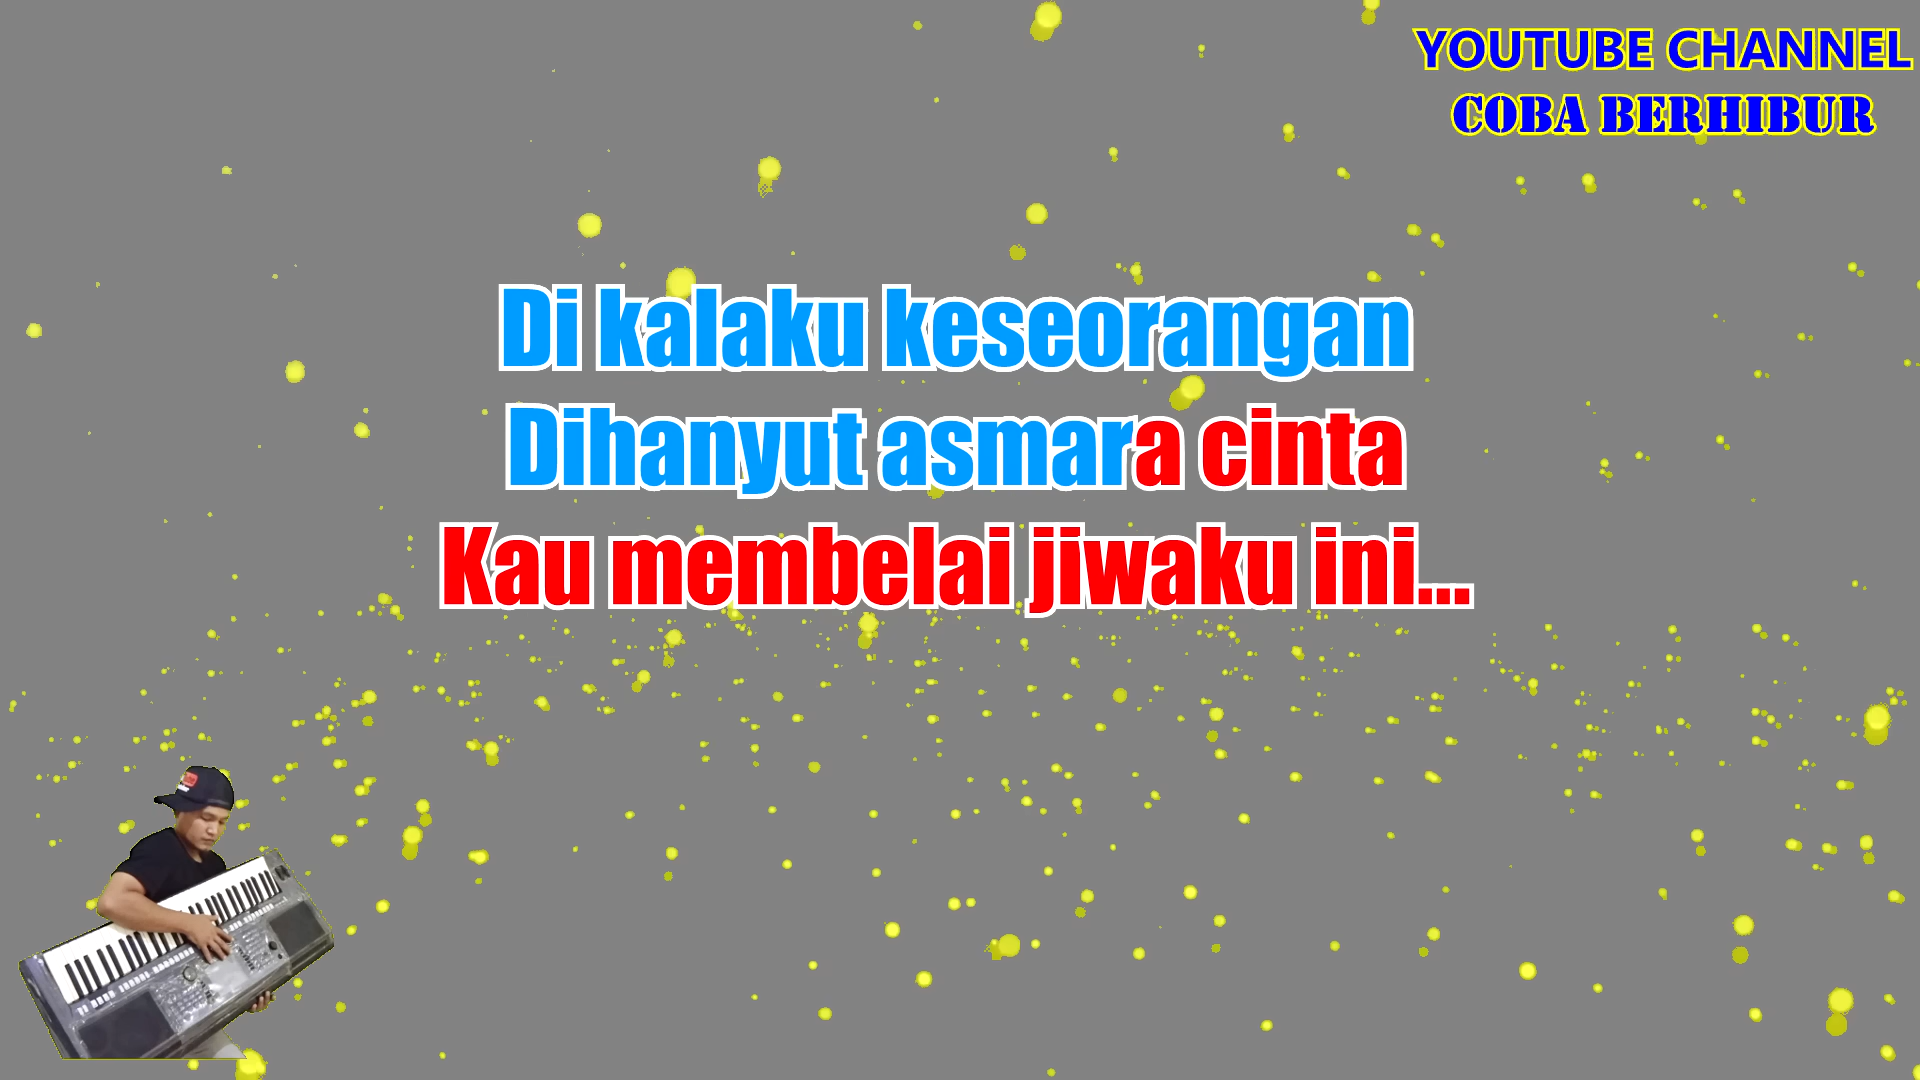 YOUTUBE CHANNEL
COBA BERHIBUR
Di kalaku keseorangan
Dihanyut asmara cinta
Kau membelai jiwaku ini...